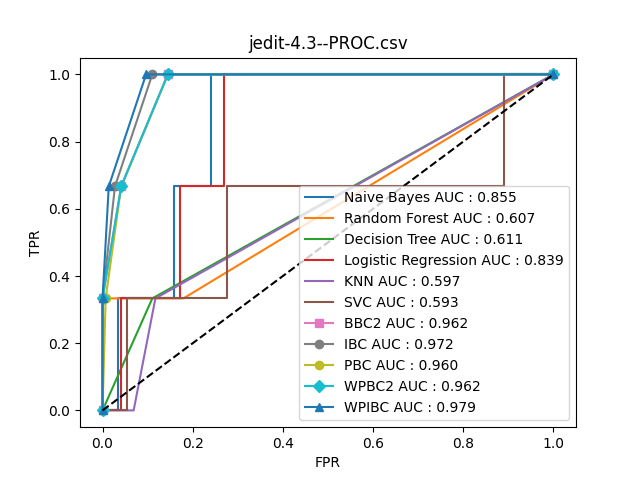 jedit-4.3--PROC.csv
1.0
0.8
0.6
0.4
0.2
0.0
TPR
Naive Bayes AUC : 0.855
Random Forest AUC : 0.607
Decision Tree AUC : 0.611
Logistic Regression AUC : 0.839
KNN AUC : 0.597
SVC AUC : 0.593
BBC2 AUC : 0.962
IBC AUC : 0.972
PBC AUC : 0.960
WPBC2 AUC : 0.962
WPIBC AUC : 0.979
0.0 0.2 0.4 0.6 0.8 1.0
FPR